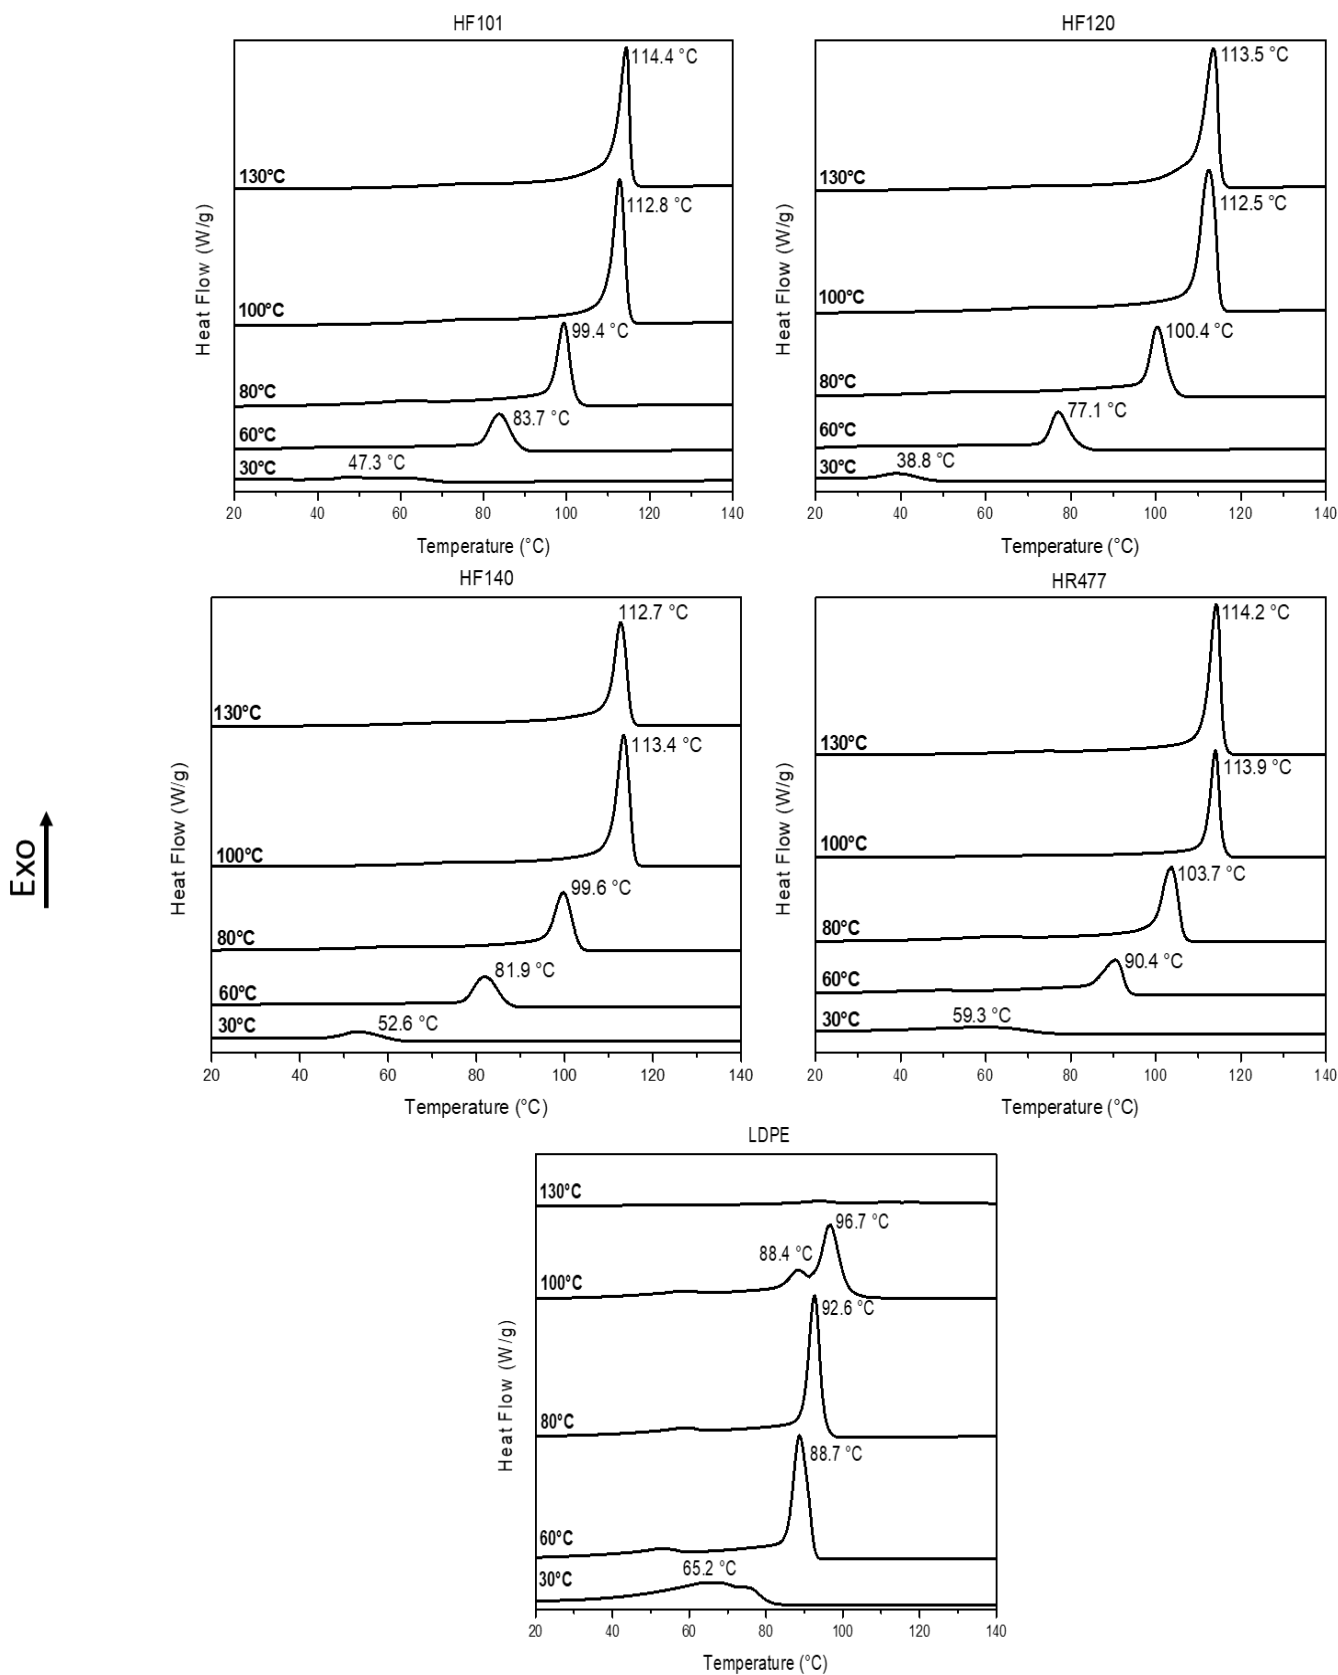 HF101
114.4 °C
130°C
112.8 °C
100°C
99.4 °C
80°C
83.7 °C
60°C
47.3 °C
30°C
20 40 60 80 100 120 140
Temperature (°C)
Heat Flow (W/g)
HF120
113.5 °C
130°C
112.5 °C
100°C
100.4 °C
80°C
77.1 °C
60°C
38.8 °C
30°C
20 40 60 80 100 120 140
Temperature (°C)
Heat Flow (W/g)
Exo
HF140
112.7 °C
130°C
113.4 °C
100°C
99.6 °C
80°C
81.9 °C
60°C
52.6 °C
30°C
20 40 60 80 100 120 140
Temperature (°C)
Heat Flow (W/g)
HR477
114.2 °C
130°C
113.9 °C
100°C
103.7 °C
80°C
90.4 °C
60°C
59.3 °C
30°C
20 40 60 80 100 120 140
Temperature (°C)
Heat Flow (W/g)
LDPE
130°C
96.7 °C
88.4 °C
100°C
92.6 °C
80°C
88.7 °C
60°C
65.2 °C
30°C
20 40 60 80 100 120 140
Temperature (°C)
Heat Flow (W/g)